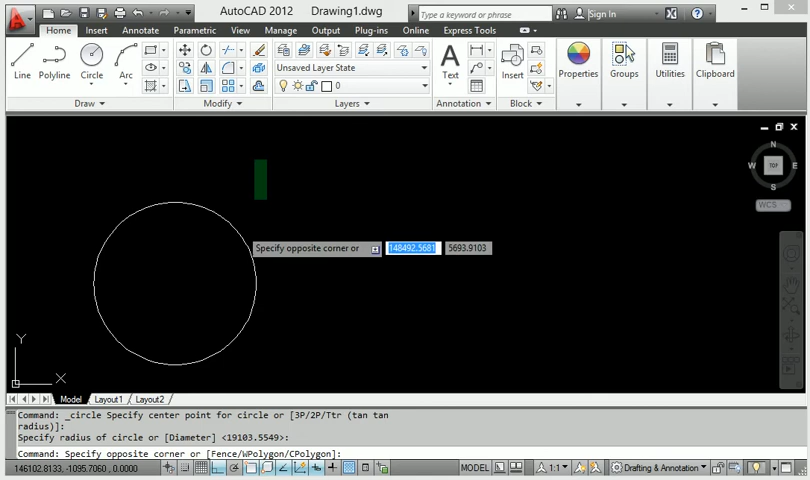 AutoCAD 2012 Drawing1.dwg Type a keyword or phrase Sign In
Home Insert Annotate Parametric View Manage Output Plug-ins Online Express Tools
Line Polyline Circle Arc Text Insert Properties Groups Utilities Clipboard
Unsaved Layer State
0
Draw Modify Layers Annotation Block
N
W TOP E
S
WCS
Specify opposite corner or 148492.5681 5693.9103
Y
X
Model Layout1 Layout2
Command: _circle Specify center point for circle or [3P/2P/Ttr (tan tan
radius)]:
Specify radius of circle or [Diameter] <19103.5549>:
Command: Specify opposite corner or [Fence/WPolygon/CPolygon]:
146102.8133, -1095.7060, 0.0000 MODEL 1:1 Drafting & Annotation